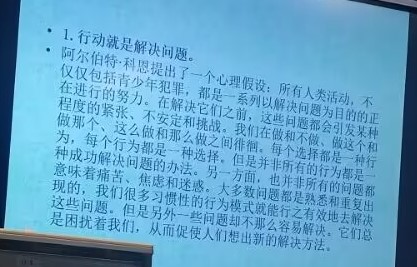 • 1. 行动就是解决问题。
• 阿尔伯特·科恩提出了一个心理假设：所有人类活动，不
仅仅包括青少年犯罪，都是一系列以解决问题为目的的正
在进行的努力。在解决它们之前，这些问题都会引发某种
程度的紧张、不安定和挑战。我们在做和不做、做这个和
做那个、这么做和那么做之间徘徊。每个选择都是一种行
为，每个行为都是一种选择。但是并非所有的行为都是一
种成功解决问题的办法。另一方面，也并非所有的问题都
意味着痛苦、焦虑和迷惑。大多数问题都是熟悉和重复出
现的，我们很多习惯性的行为模式就能行之有效地去解决
这些问题。但是另外一些问题却不那么容易解决。它们总
是困扰着我们，从而促使人们想出新的解决方法。